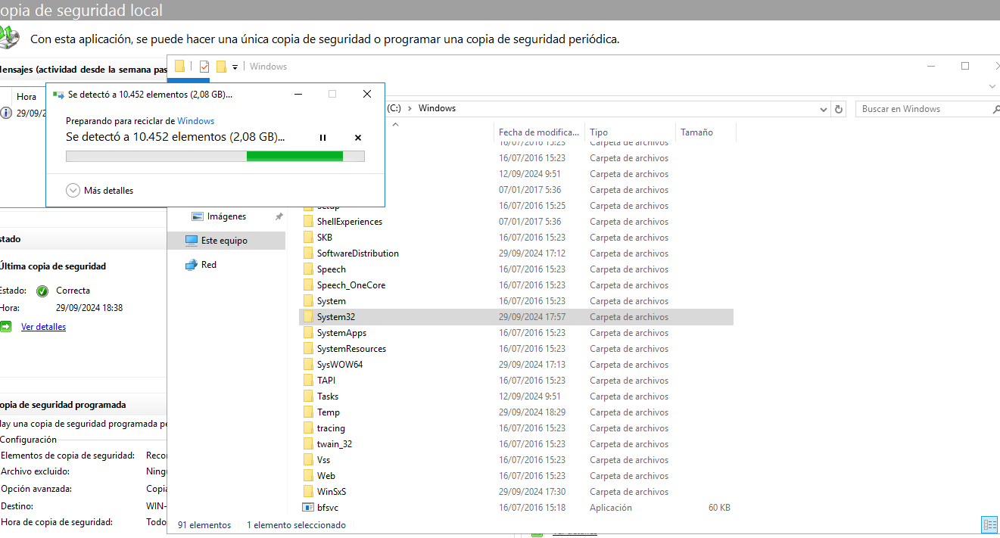 opia de seguridad local
Con esta aplicación, se puede hacer una única copia de seguridad o programar una copia de seguridad periódica.
Mensajes (actividad desde la semana pas
Hora
29/09/2
Windows
Se detectó a 10.452 elementos (2,08 GB)...
Preparando para reciclar de Windows
Se detectó a 10.452 elementos (2,08 GB)...
Más detalles
(C:) > Windows
Buscar en Windows
Fecha de modifica... Tipo Tamaño
16/07/2016 15:23 Carpeta de archivos
16/07/2016 15:23 Carpeta de archivos
12/09/2024 9:51 Carpeta de archivos
07/01/2017 5:36 Carpeta de archivos
Setup 16/07/2016 15:25 Carpeta de archivos
ShellExperiences 07/01/2017 5:36 Carpeta de archivos
SKB 16/07/2016 15:23 Carpeta de archivos
SoftwareDistribution 29/09/2024 17:12 Carpeta de archivos
Speech 16/07/2016 15:23 Carpeta de archivos
Speech_OneCore 16/07/2016 15:23 Carpeta de archivos
System 16/07/2016 15:23 Carpeta de archivos
System32 29/09/2024 17:57 Carpeta de archivos
SystemApps 16/07/2016 15:23 Carpeta de archivos
SystemResources 16/07/2016 15:23 Carpeta de archivos
SysWOW64 29/09/2024 17:13 Carpeta de archivos
TAPI 16/07/2016 15:23 Carpeta de archivos
Tasks 12/09/2024 9:51 Carpeta de archivos
Temp 29/09/2024 18:29 Carpeta de archivos
tracing 16/07/2016 15:23 Carpeta de archivos
twain_32 16/07/2016 15:23 Carpeta de archivos
Vss 16/07/2016 15:23 Carpeta de archivos
Web 16/07/2016 15:23 Carpeta de archivos
WinSxS 29/09/2024 17:30 Carpeta de archivos
bfsvc 16/07/2016 15:18 Aplicación 60 KB
Imágenes
Este equipo
Red
91 elementos 1 elemento seleccionado
stado
Última copia de seguridad
Estado: Correcta
Hora: 29/09/2024 18:38
Ver detalles
opia de seguridad programada
Hay una copia de seguridad programada pe
Configuración
Elementos de copia de seguridad: Recor
Archivo excluido: Ningu
Opción avanzada: Copia
Destino: WIN-
Hora de copia de seguridad: Todo